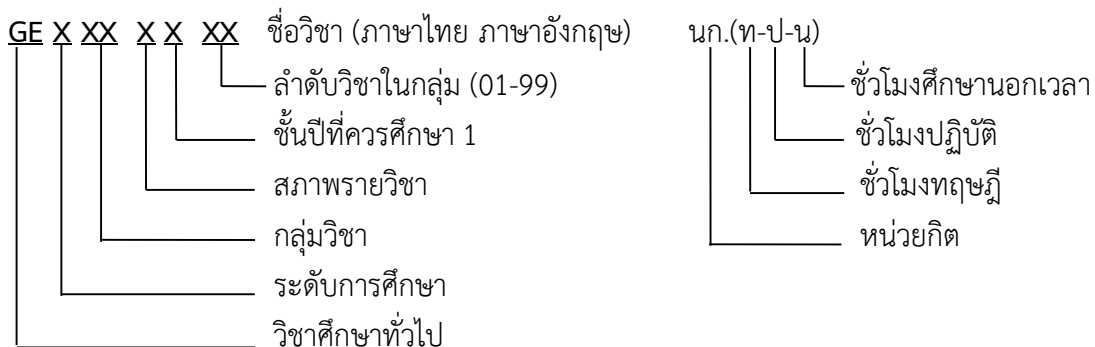 GE X XX X X XX ชื่อวิชา (ภาษาไทย ภาษาอังกฤษ) นก.(ท-ป-น)
ลำดับวิชาในกลุ่ม (01-99) ชั่วโมงศึกษานอกเวลา
ชั้นปีที่ควรศึกษา 1 ชั่วโมงปฏิบัติ
สภาพรายวิชา ชั่วโมงทฤษฎี
กลุ่มวิชา หน่วยกิต
ระดับการศึกษา
วิชาศึกษาทั่วไป